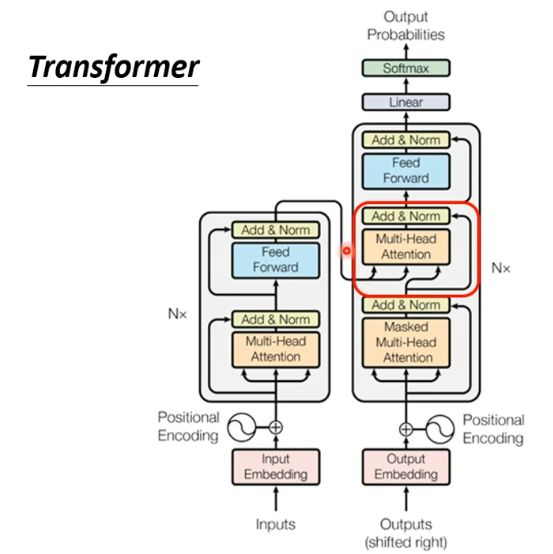 Transformer
Output
Probabilities
Softmax
Linear
Add & Norm
Feed
Forward
Add & Norm
Multi-Head
Attention
Nx
Add & Norm
Masked
Multi-Head
Attention
Add & Norm
Feed
Forward
Nx
Add & Norm
Multi-Head
Attention
Positional
Encoding
Positional
Encoding
Input
Embedding
Output
Embedding
Inputs
Outputs
(shifted right)